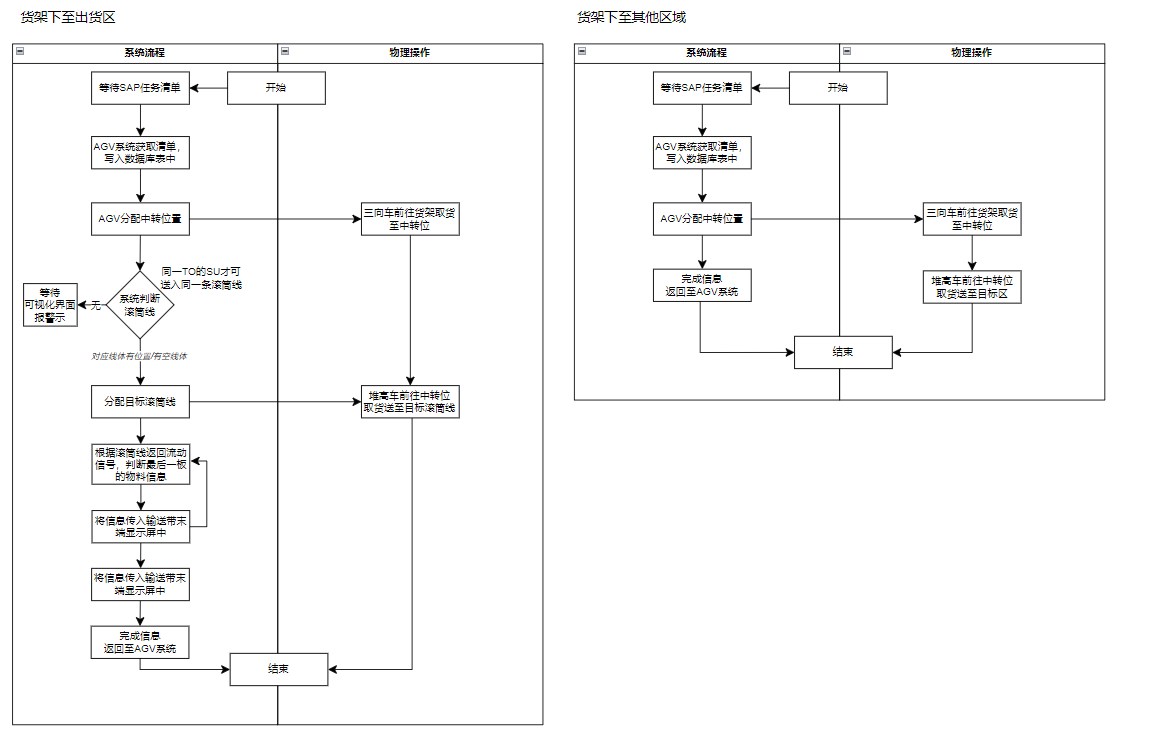 货架下至出货区
系统流程
物理操作
等待SAP任务清单
开始
AGV系统获取清单,
写入数据库表中
AGV分配中转位置
三向车前往货架取货
至中转位
同一TO的SU才可
送入同一条滚筒线
系统判断
滚筒线
无
等待
可视化界面
报警示
对应线体有位置/有空线体
分配目标滚筒线
堆高车前往中转位
取货送至目标滚筒线
根据滚筒线返回流动
信号，判断最后一板
的物料信息
将信息传入输送带末
端显示屏中
将信息传入输送带末
端显示屏中
完成信息
返回至AGV系统
结束
货架下至其他区域
系统流程
物理操作
等待SAP任务清单
开始
AGV系统获取清单,
写入数据库表中
AGV分配中转位置
三向车前往货架取货
至中转位
完成信息
返回至AGV系统
堆高车前往中转位
取货送至目标区
结束